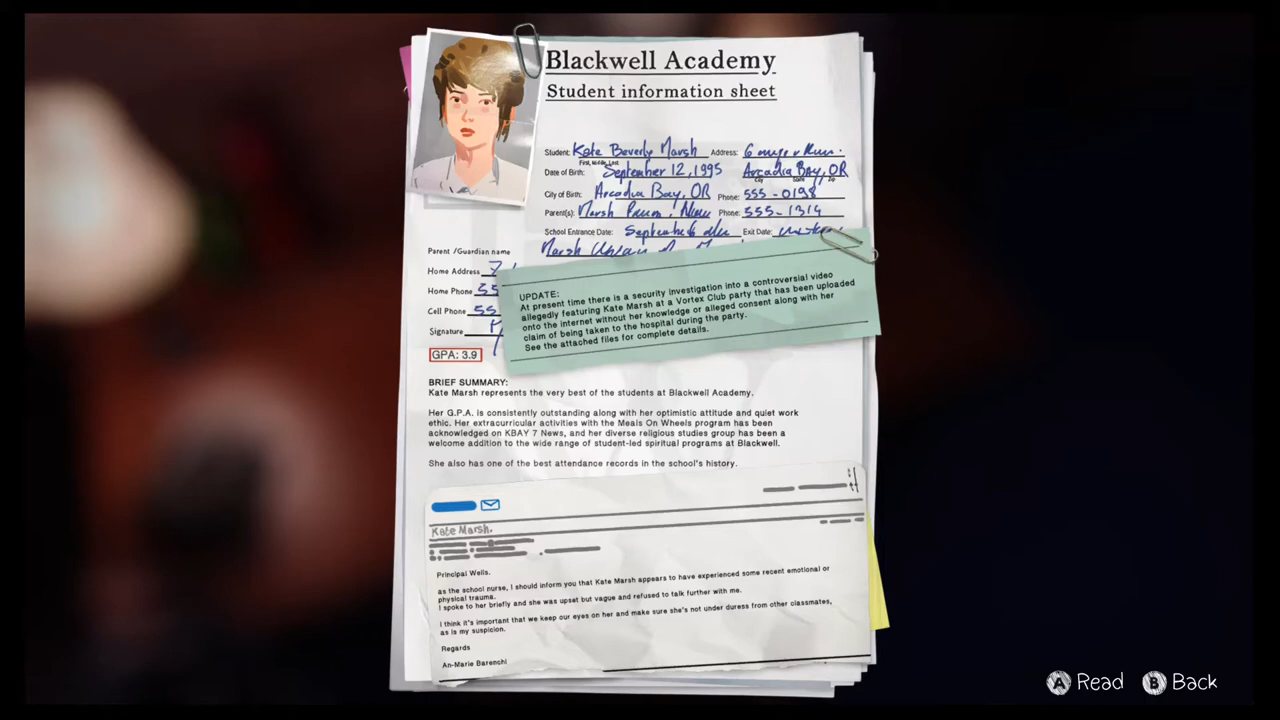 Blackwell Academy
Student information sheet
Student: Kate Beverly Marsh Address:
First, Middle, Last
Date of Birth: September 12, 1995 Arcadia Bay, OR
City State Zip
City of Birth: Arcadia Bay, OR Phone: 555-0198
Parent(s): Marsh Phone: 555-1314
School Entrance Date: September Exit Date:
Parent /Guardian name Marsh
Home Address 7
Home Phone 55
Cell Phone 55
Signature K
GPA: 3.9
UPDATE:
At present time there is a security investigation into a controversial video
allegedly featuring Kate Marsh at a Vortex Club party that has been uploaded
onto the internet without her knowledge or alleged consent along with her
claim of being taken to the hospital during the party.
See the attached files for complete details.
BRIEF SUMMARY:
Kate Marsh represents the very best of the students at Blackwell Academy.
Her G.P.A. is consistently outstanding along with her optimistic attitude and quiet work
ethic. Her extracurricular activities with the Meals On Wheels program has been
acknowledged on KBAY 7 News, and her diverse religious studies group has been a
welcome addition to the wide range of student-led spiritual programs at Blackwell.
She also has one of the best attendance records in the school's history.
Kate Marsh.
Principal Wells.
as the school nurse, I should inform you that Kate Marsh appears to have experienced some recent emotional or
physical trauma.
I spoke to her briefly and she was upset but vague and refused to talk further with me.
I think it's important that we keep our eyes on her and make sure she's not under duress from other classmates,
as is my suspicion.
Regards
An-Marie Barenchi
A Read B Back